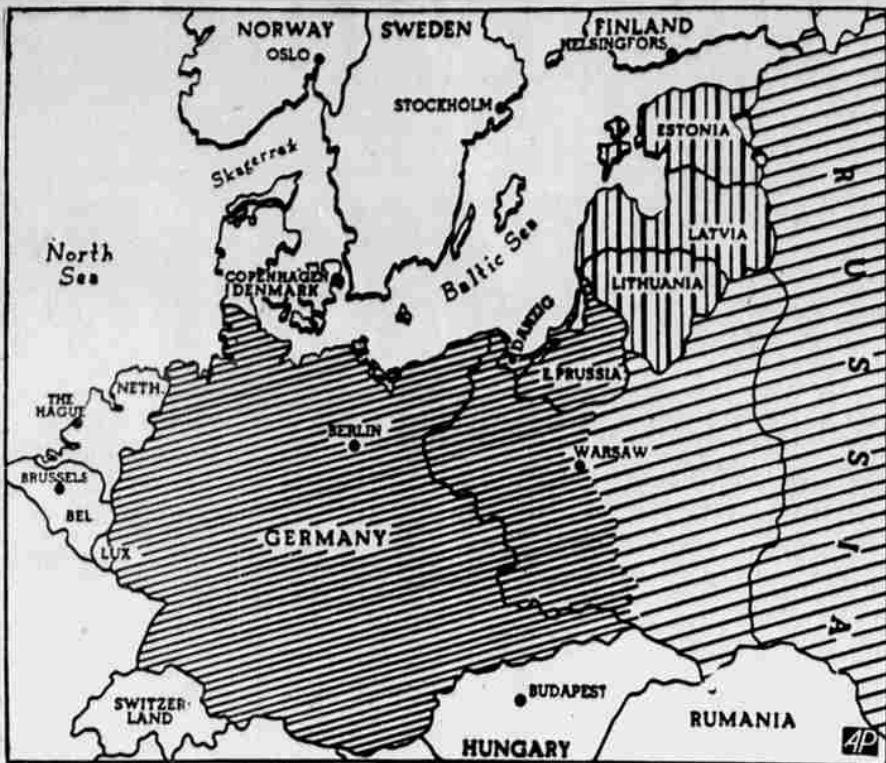 NORWAY
SWEDEN
FINLAND
OSLO
HELSINGFORS
STOCKHOLM
ESTONIA
Skagerrak
R
LATVIA
North
Sea
Baltic Sea
U
COPENHAGEN
DENMARK
LITHUANIA
DANZIG
S
E. PRUSSIA
NETH.
THE
HAGUE
BERLIN
WARSAW
S
BRUSSELS
BEL
GERMANY
LUX
I
A
SWITZER-
LAND
BUDAPEST
RUMANIA
HUNGARY
AP